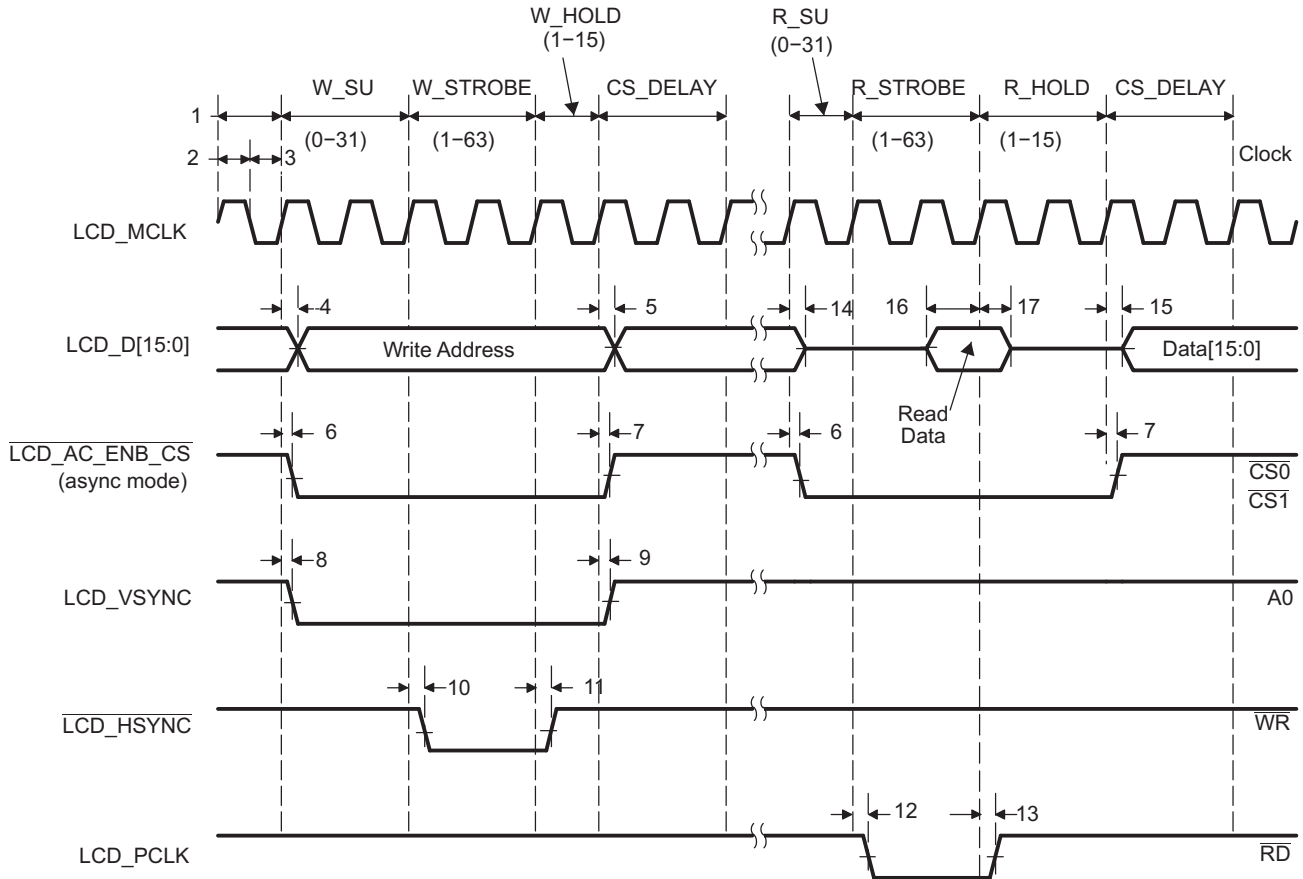 W_HOLD
(1−15)
R_SU
(0−31)
W_SU
W_STROBE
CS_DELAY
R_STROBE
R_HOLD
CS_DELAY
1
(0−31)
(1−63)
(1−63)
(1−15)
2
3
Clock
LCD_MCLK
4
5
14
16
17
15
LCD_D[15:0]
Write Address
Data[15:0]
Read
Data
6
7
6
7
LCD_AC_ENB_CS
(async mode)
CS0
CS1
8
9
LCD_VSYNC
A0
10
11
LCD_HSYNC
WR
12
13
LCD_PCLK
RD